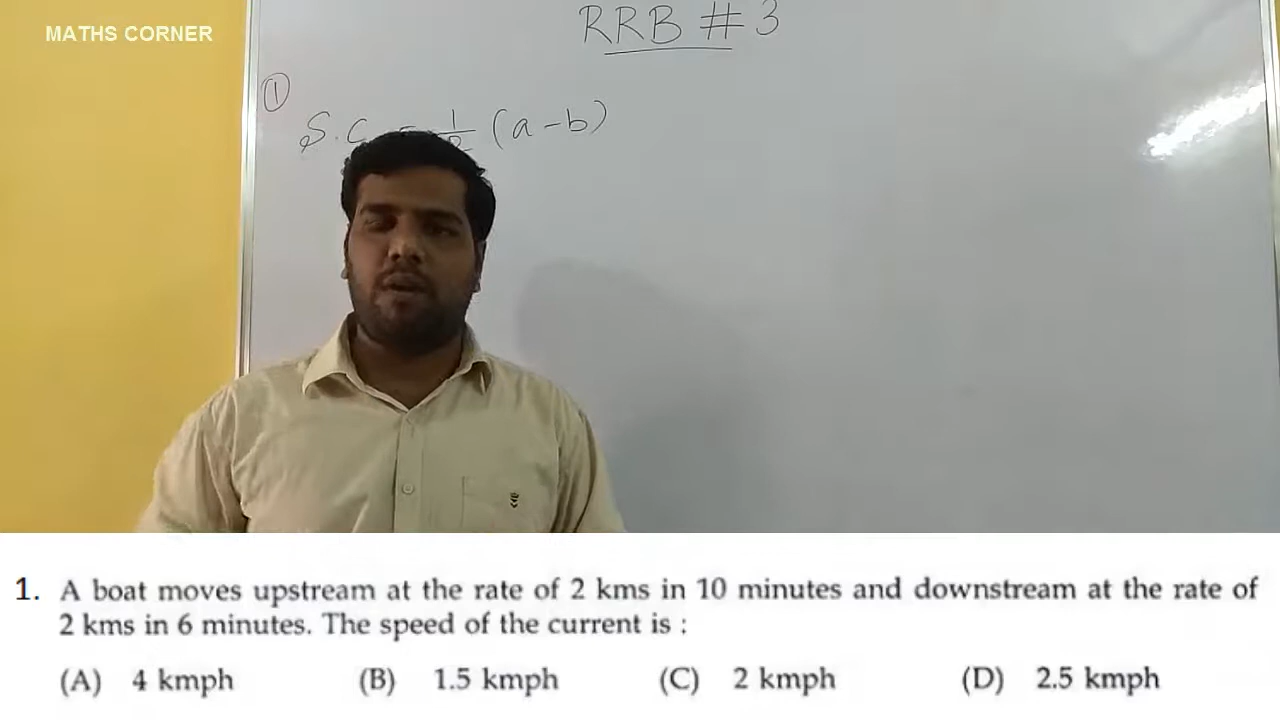 MATHS CORNER
RRB # 3
①
S.C = 1/2 (a-b)
1. A boat moves upstream at the rate of 2 kms in 10 minutes and downstream at the rate of
2 kms in 6 minutes. The speed of the current is :
(A) 4 kmph (B) 1.5 kmph (C) 2 kmph (D) 2.5 kmph